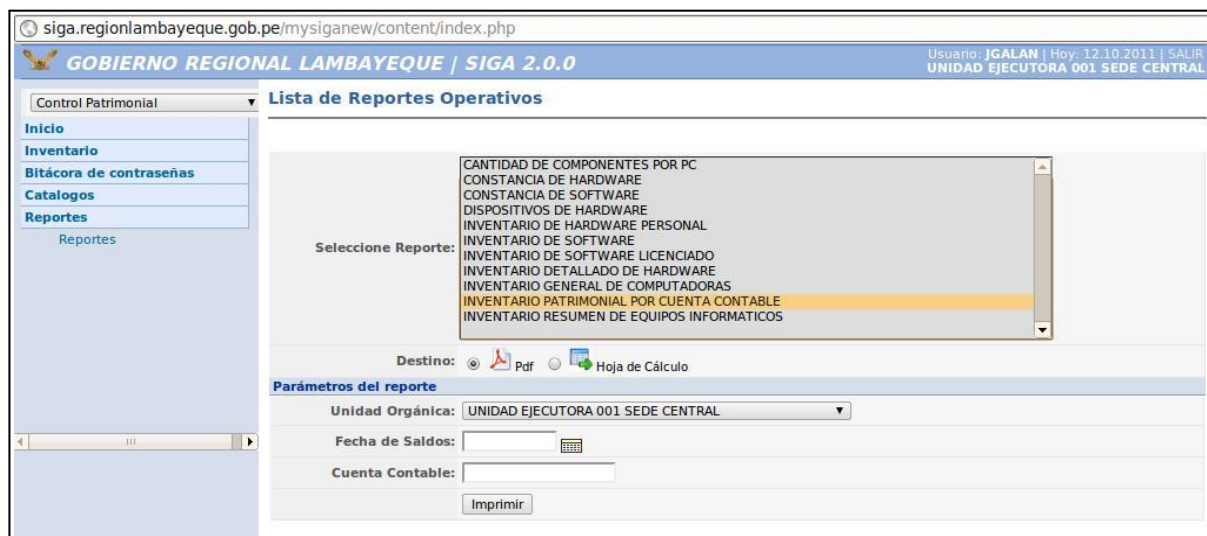 siga.regionlambayeque.gob.pe/mysiganew/content/index.php
GOBIERNO REGIONAL LAMBAYEQUE | SIGA 2.0.0
Usuario: JGALAN | Hoy: 12.10.2011 | SALIR
UNIDAD EJECUTORA 001 SEDE CENTRAL
Control Patrimonial
Inicio
Inventario
Bitácora de contraseñas
Catalogos
Reportes
Reportes
Lista de Reportes Operativos
Seleccione Reporte:
CANTIDAD DE COMPONENTES POR PC
CONSTANCIA DE HARDWARE
CONSTANCIA DE SOFTWARE
DISPOSITIVOS DE HARDWARE
INVENTARIO DE HARDWARE PERSONAL
INVENTARIO DE SOFTWARE
INVENTARIO DE SOFTWARE LICENCIADO
INVENTARIO DETALLADO DE HARDWARE
INVENTARIO GENERAL DE COMPUTADORAS
INVENTARIO PATRIMONIAL POR CUENTA CONTABLE
INVENTARIO RESUMEN DE EQUIPOS INFORMATICOS
Destino: Pdf Hoja de Cálculo
Parámetros del reporte
Unidad Orgánica: UNIDAD EJECUTORA 001 SEDE CENTRAL
Fecha de Saldos:
Cuenta Contable:
Imprimir